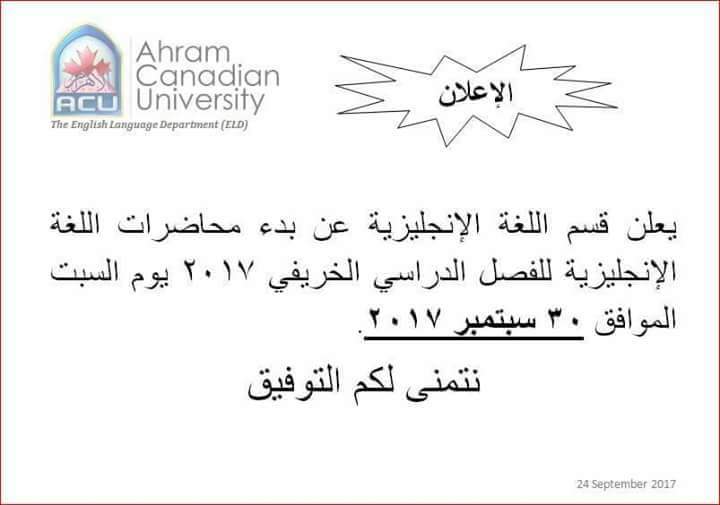 Ahram
Canadian
University
ACU
The English Language Department (ELD)
الإعلان
يعلن قسم اللغة الإنجليزية عن بدء محاضرات اللغة
الإنجليزية للفصل الدراسي الخريفي ٢٠١٧ يوم السبت
الموافق ٣٠ سبتمبر ٢٠١٧.
نتمنى لكم التوفيق
24 September 2017